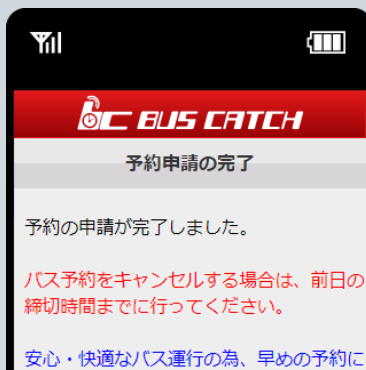 BUS CATCH
予約申請の完了
予約の申請が完了しました。
バス予約をキャンセルする場合は、前日の
締切時間までに行ってください。
安心・快適なバス運行の為、早めの予約に